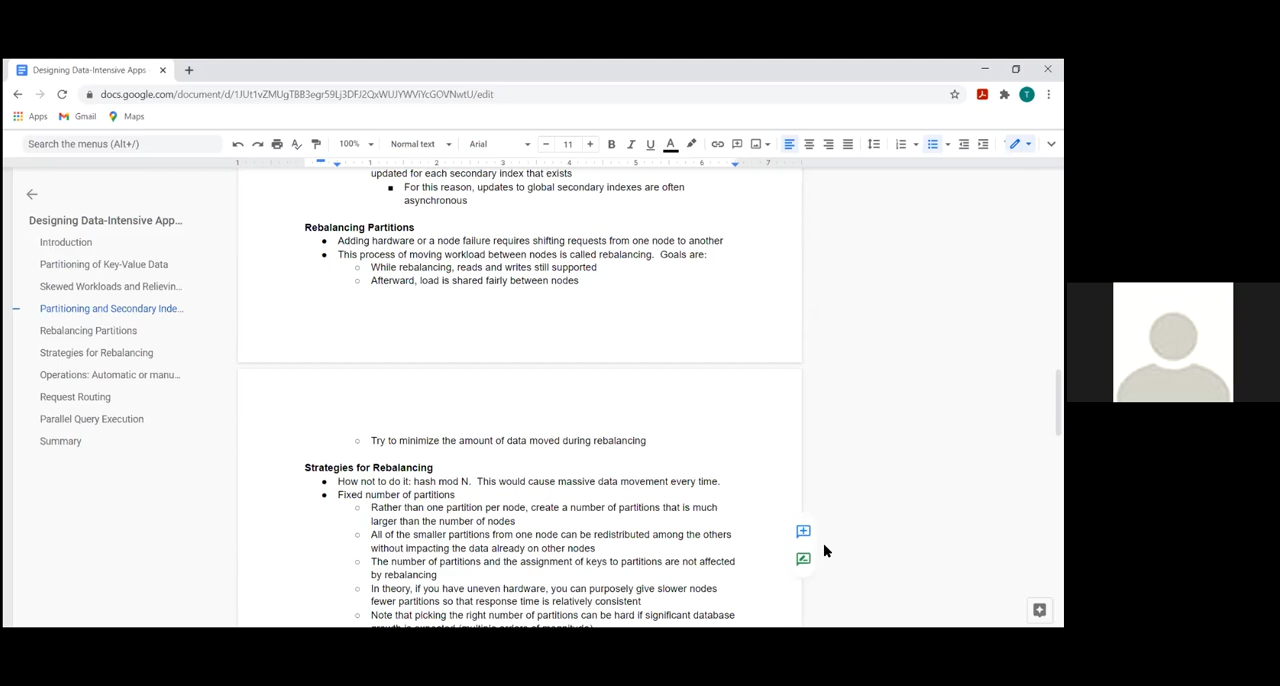 Designing Data-Intensive Apps
docs.google.com/document/d/1JUt1vZMUgTBB3egr59Lj3DFJ2QxWUJYWViYcGOVNwtU/edit
T
Apps Gmail Maps
Search the menus (Alt+/)
100% Normal text Arial 11 B I U A
1 1 2 3 4 5 6 7
updated for each secondary index that exists
For this reason, updates to global secondary indexes are often
asynchronous
Designing Data-Intensive App...
Introduction
Partitioning of Key-Value Data
Skewed Workloads and Relievin...
Partitioning and Secondary Inde...
Rebalancing Partitions
Strategies for Rebalancing
Operations: Automatic or manu...
Request Routing
Parallel Query Execution
Summary
Rebalancing Partitions
Adding hardware or a node failure requires shifting requests from one node to another
This process of moving workload between nodes is called rebalancing. Goals are:
While rebalancing, reads and writes still supported
Afterward, load is shared fairly between nodes
Try to minimize the amount of data moved during rebalancing
Strategies for Rebalancing
How not to do it: hash mod N. This would cause massive data movement every time.
Fixed number of partitions
Rather than one partition per node, create a number of partitions that is much
larger than the number of nodes
All of the smaller partitions from one node can be redistributed among the others
without impacting the data already on other nodes
The number of partitions and the assignment of keys to partitions are not affected
by rebalancing
In theory, if you have uneven hardware, you can purposely give slower nodes
fewer partitions so that response time is relatively consistent
Note that picking the right number of partitions can be hard if significant database